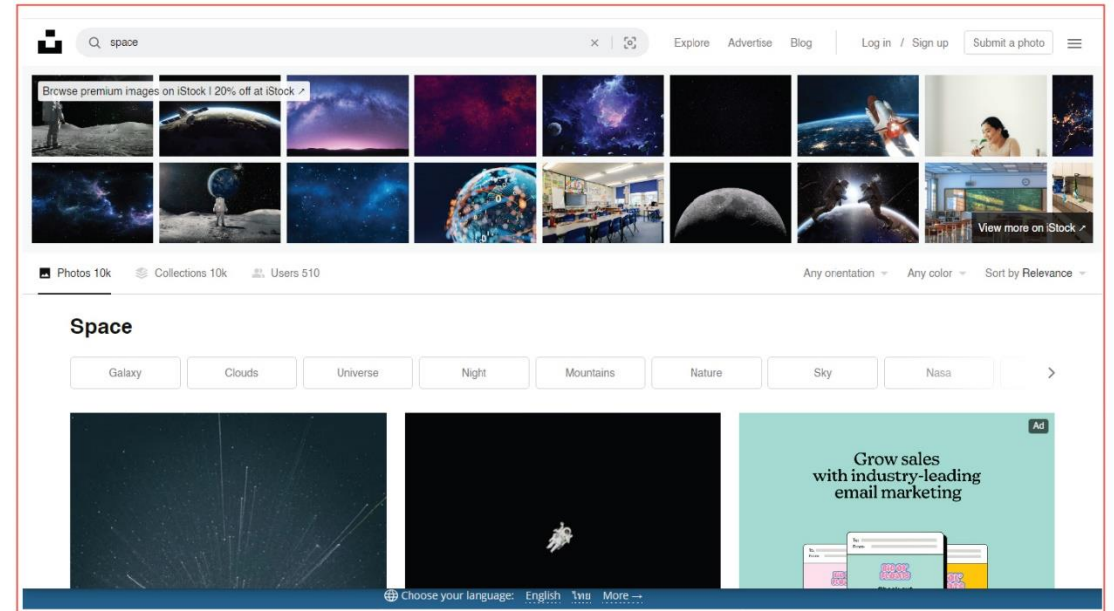 space
Explore Advertise Blog Log in / Sign up Submit a photo
Browse premium images on iStock | 20% off at iStock ↗
View more on iStock ↗
Photos 10k Collections 10k Users 510 Any orientation Any color Sort by Relevance
Space
Galaxy Clouds Universe Night Mountains Nature Sky Nasa
Ad
Grow sales
with industry-leading
email marketing
Choose your language: English ไทย More →